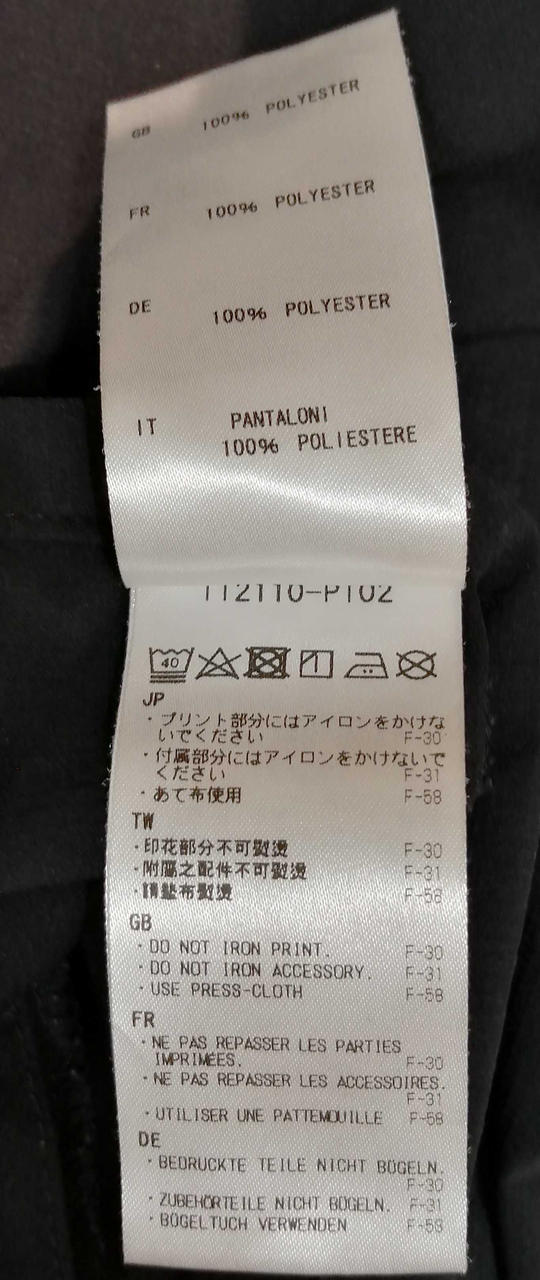 GB 100% POLYESTER
FR 100% POLYESTER
DE 100% POLYESTER
IT PANTALONI
100% POLIESTERE
112110-P102
40
JP
・プリント部分にはアイロンをかけな
いでください F-30
・付属部分にはアイロンをかけないで
ください F-31
・あて布使用 F-58
TW
・印花部分不可熨燙 F-30
・附屬之配件不可熨燙 F-31
・請墊布熨燙 F-58
GB
・DO NOT IRON PRINT. F-30
・DO NOT IRON ACCESSORY. F-31
・USE PRESS-CLOTH F-58
FR
・NE PAS REPASSER LES PARTIES
IMPRIMÉES. F-30
・NE PAS REPASSER LES ACCESSOIRES.
F-31
・UTILISER UNE PATTEMOUILLE F-58
DE
・BEDRUCKTE TEILE NICHT BÜGELN.
F-30
・ZUBEHÖRTEILE NICHT BÜGELN. F-31
・BÜGELTUCH VERWENDEN F-58